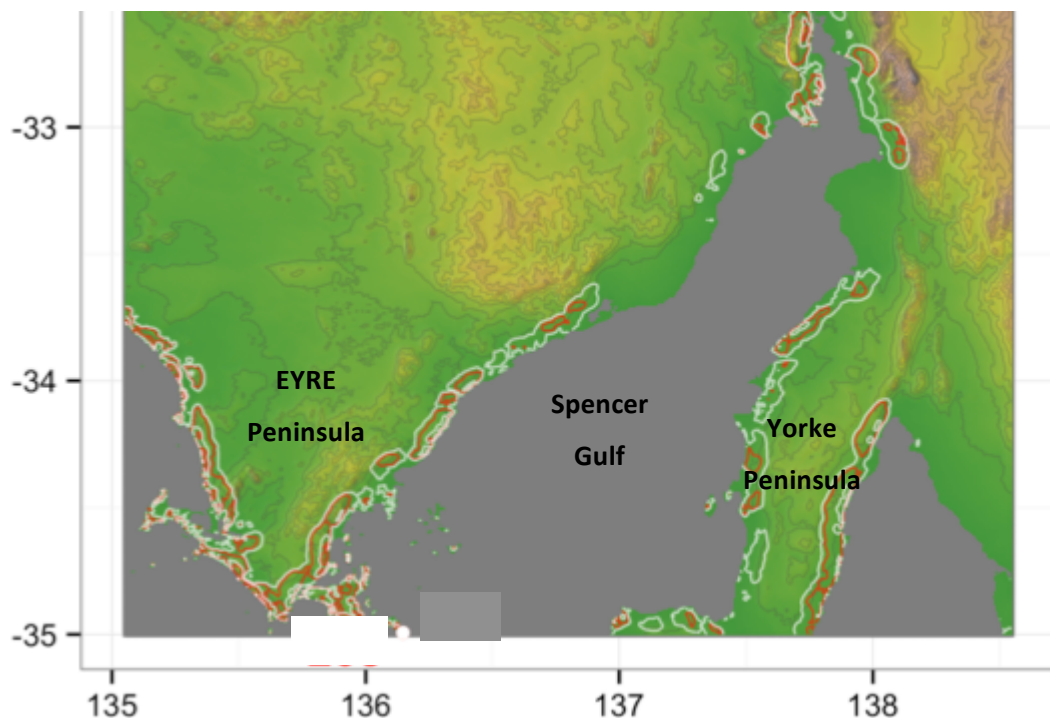 -33
-34
-35
EYRE
Peninsula
Spencer
Gulf
Yorke
Peninsula
135
136
137
138